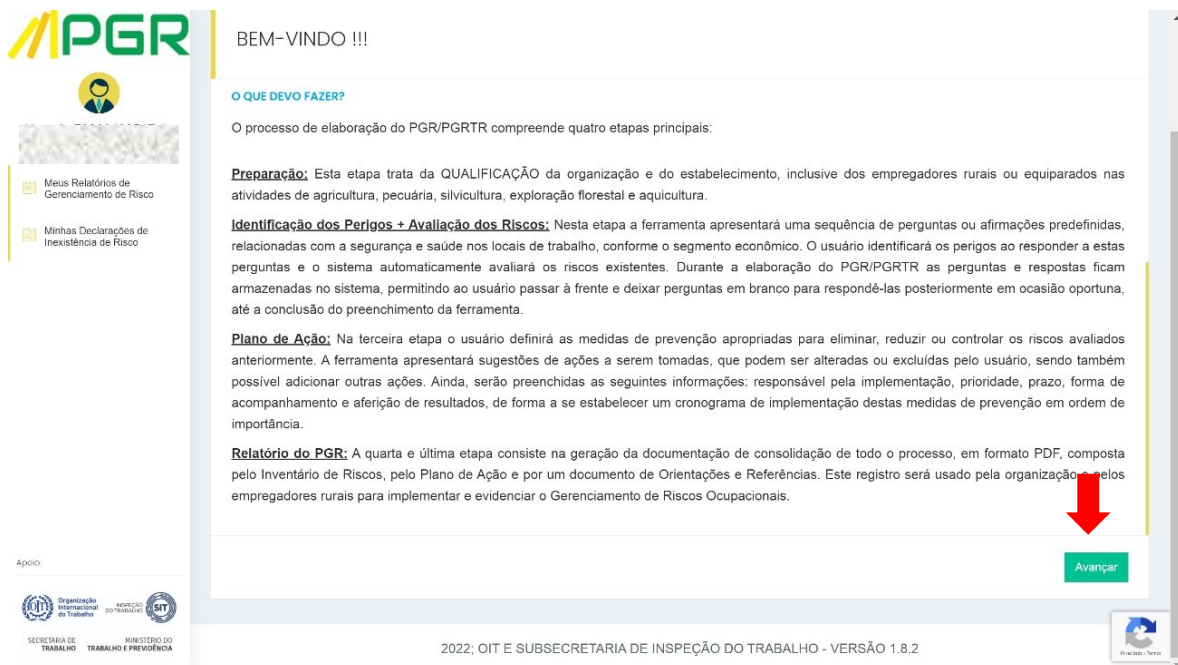 PGR
Meus Relatórios de
Gerenciamento de Risco
Minhas Declarações de
Inexistência de Risco
Apoio:
Organização
Internacional
do Trabalho
INSPEÇÃO
DO TRABALHO
SIT
SECRETARIA DE
TRABALHO
MINISTÉRIO DO
TRABALHO E PREVIDÊNCIA
BEM-VINDO !!!
O QUE DEVO FAZER?
O processo de elaboração do PGR/PGRTR compreende quatro etapas principais:
Preparação: Esta etapa trata da QUALIFICAÇÃO da organização e do estabelecimento, inclusive dos empregadores rurais ou equiparados nas
atividades de agricultura, pecuária, silvicultura, exploração florestal e aquicultura.
Identificação dos Perigos + Avaliação dos Riscos: Nesta etapa a ferramenta apresentará uma sequência de perguntas ou afirmações predefinidas,
relacionadas com a segurança e saúde nos locais de trabalho, conforme o segmento econômico. O usuário identificará os perigos ao responder a estas
perguntas e o sistema automaticamente avaliará os riscos existentes. Durante a elaboração do PGR/PGRTR as perguntas e respostas ficam
armazenadas no sistema, permitindo ao usuário passar à frente e deixar perguntas em branco para respondê-las posteriormente em ocasião oportuna,
até a conclusão do preenchimento da ferramenta.
Plano de Ação: Na terceira etapa o usuário definirá as medidas de prevenção apropriadas para eliminar, reduzir ou controlar os riscos avaliados
anteriormente. A ferramenta apresentará sugestões de ações a serem tomadas, que podem ser alteradas ou excluídas pelo usuário, sendo também
possível adicionar outras ações. Ainda, serão preenchidas as seguintes informações: responsável pela implementação, prioridade, prazo, forma de
acompanhamento e aferição de resultados, de forma a se estabelecer um cronograma de implementação destas medidas de prevenção em ordem de
importância.
Relatório do PGR: A quarta e última etapa consiste na geração da documentação de consolidação de todo o processo, em formato PDF, composta
pelo Inventário de Riscos, pelo Plano de Ação e por um documento de Orientações e Referências. Este registro será usado pela organização e pelos
empregadores rurais para implementar e evidenciar o Gerenciamento de Riscos Ocupacionais.
Avançar
2022; OIT E SUBSECRETARIA DE INSPEÇÃO DO TRABALHO - VERSÃO 1.8.2
Privacidade - Termos